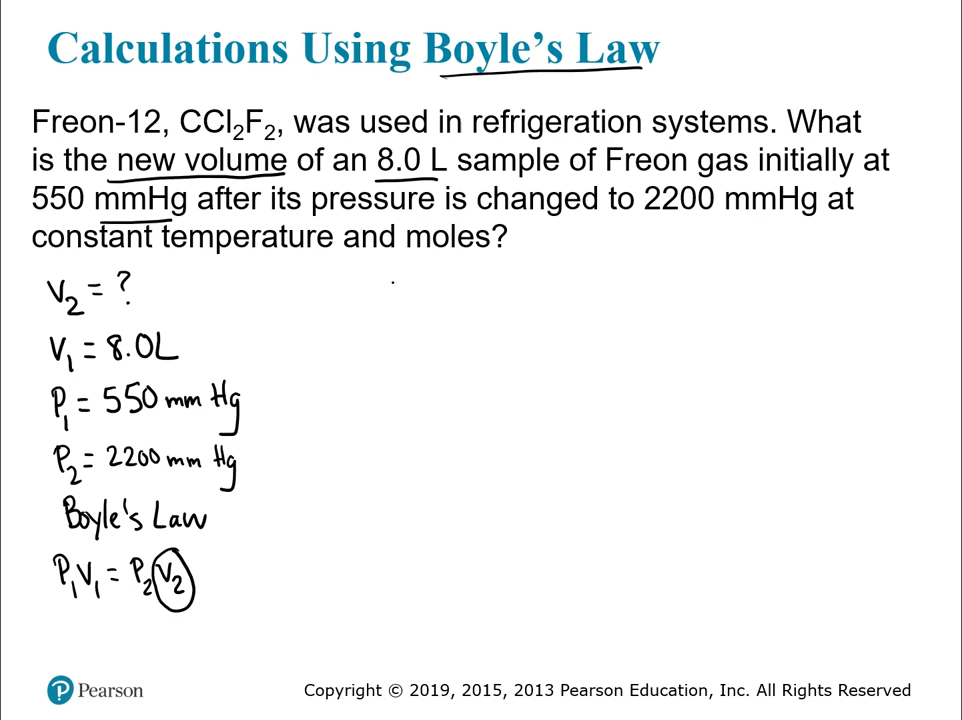 Calculations Using Boyle's Law
Freon-12, CCl₂F₂, was used in refrigeration systems. What
is the new volume of an 8.0 L sample of Freon gas initially at
550 mmHg after its pressure is changed to 2200 mmHg at
constant temperature and moles?
V₂ = ?
V₁ = 8.0L
P₁ = 550 mm Hg
P₂ = 2200 mm Hg
Boyle's Law
P₁V₁ = P₂V₂
Pearson
Copyright © 2019, 2015, 2013 Pearson Education, Inc. All Rights Reserved